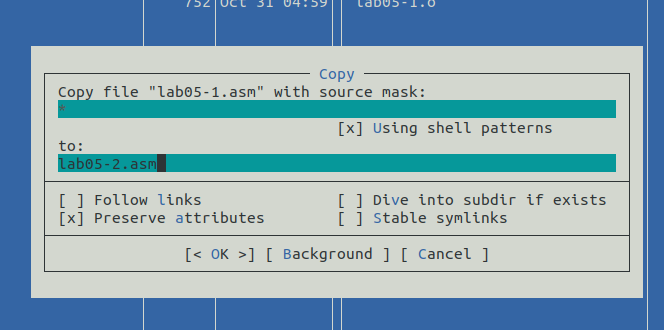 752 Oct 31 04:59 lab05-1.o
Copy
Copy file "lab05-1.asm" with source mask:
*
[x] Using shell patterns
to:
lab05-2.asm
[ ] Follow links [ ] Dive into subdir if exists
[x] Preserve attributes [ ] Stable symlinks
[< OK >] [ Background ] [ Cancel ]